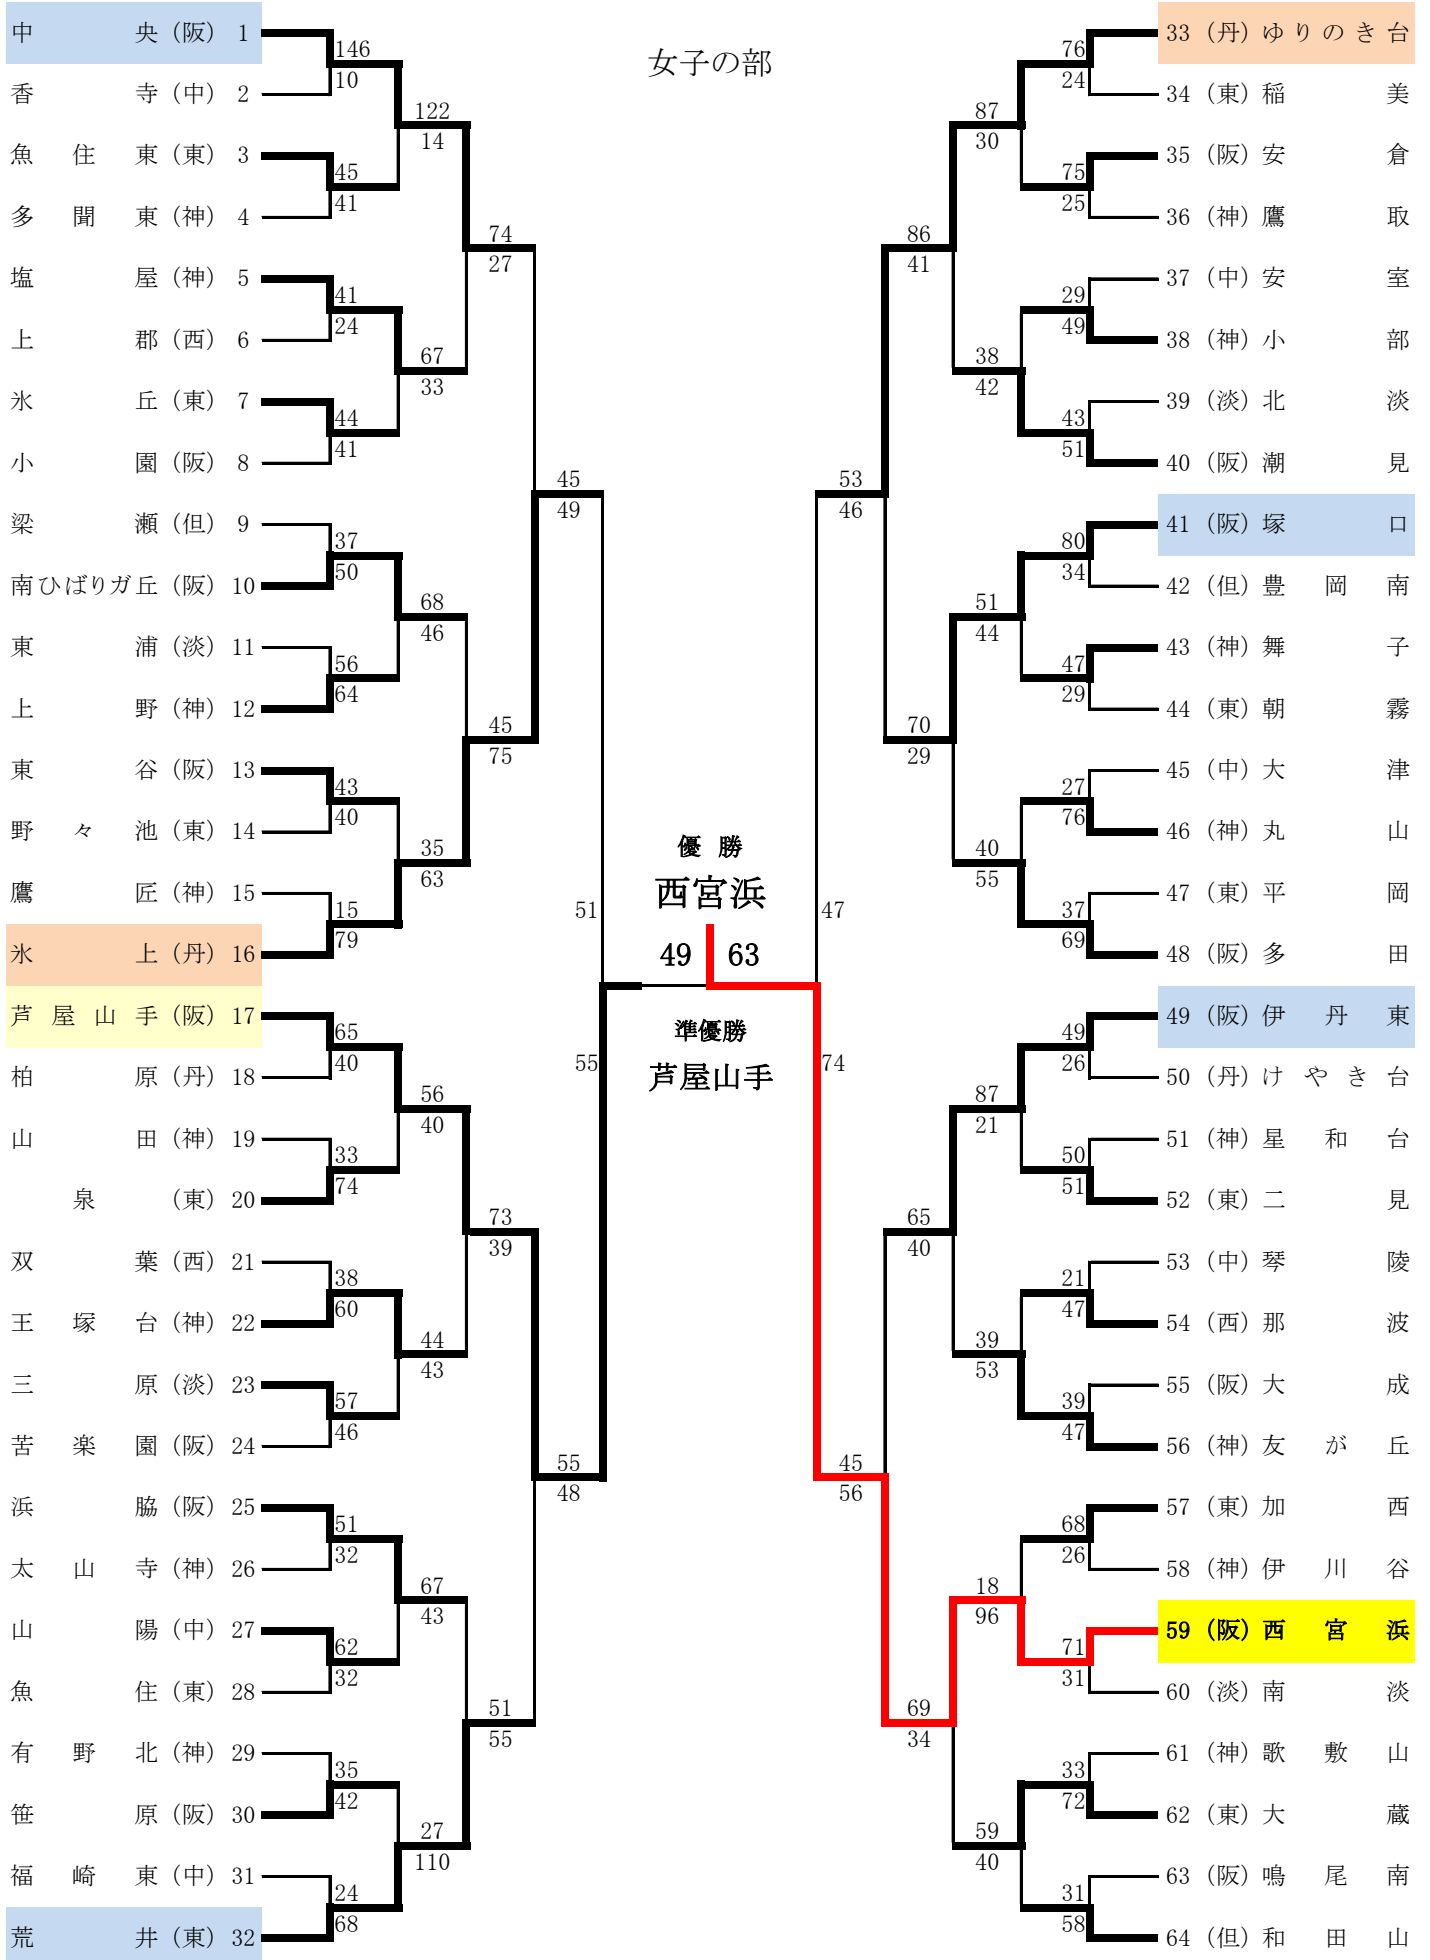 女子の部
中央(阪) 1
香寺(中) 2
魚住東(東) 3
多聞東(神) 4
塩屋(神) 5
上郡(西) 6
氷丘(東) 7
小園(阪) 8
梁瀬(但) 9
南ひばりガ丘(阪) 10
東浦(淡) 11
上野(神) 12
東谷(阪) 13
野々池(東) 14
鷹匠(神) 15
氷上(丹) 16
芦屋山手(阪) 17
柏原(丹) 18
山田(神) 19
泉(東) 20
双葉(西) 21
王塚台(神) 22
三原(淡) 23
苦楽園(阪) 24
浜脇(阪) 25
太山寺(神) 26
山陽(中) 27
魚住(東) 28
有野北(神) 29
笹原(阪) 30
福崎東(中) 31
荒井(東) 32
146
10
45
41
41
24
44
41
37
50
56
64
43
40
15
79
65
40
33
74
38
60
57
46
51
32
62
32
35
42
24
68
122
14
67
33
68
46
35
63
56
40
44
43
67
43
27
110
74
27
45
75
73
39
51
55
45
49
55
48
51
55
優勝
西宮浜
49 63
準優勝
芦屋山手
47
74
53
46
45
56
86
41
70
29
65
40
69
34
87
30
38
42
51
44
40
55
87
21
39
53
18
96
59
40
76
24
75
25
29
49
43
51
80
34
47
29
27
76
37
69
49
26
50
51
21
47
39
47
68
26
71
31
33
72
31
58
33 (丹)ゆりのき台
34 (東)稲美
35 (阪)安倉
36 (神)鷹取
37 (中)安室
38 (神)小部
39 (淡)北淡
40 (阪)潮見
41 (阪)塚口
42 (但)豊岡南
43 (神)舞子
44 (東)朝霧
45 (中)大津
46 (神)丸山
47 (東)平岡
48 (阪)多田
49 (阪)伊丹東
50 (丹)けやき台
51 (神)星和台
52 (東)二見
53 (中)琴陵
54 (西)那波
55 (阪)大成
56 (神)友が丘
57 (東)加西
58 (神)伊川谷
59 (阪)西宮浜
60 (淡)南淡
61 (神)歌敷山
62 (東)大蔵
63 (阪)鳴尾南
64 (但)和田山